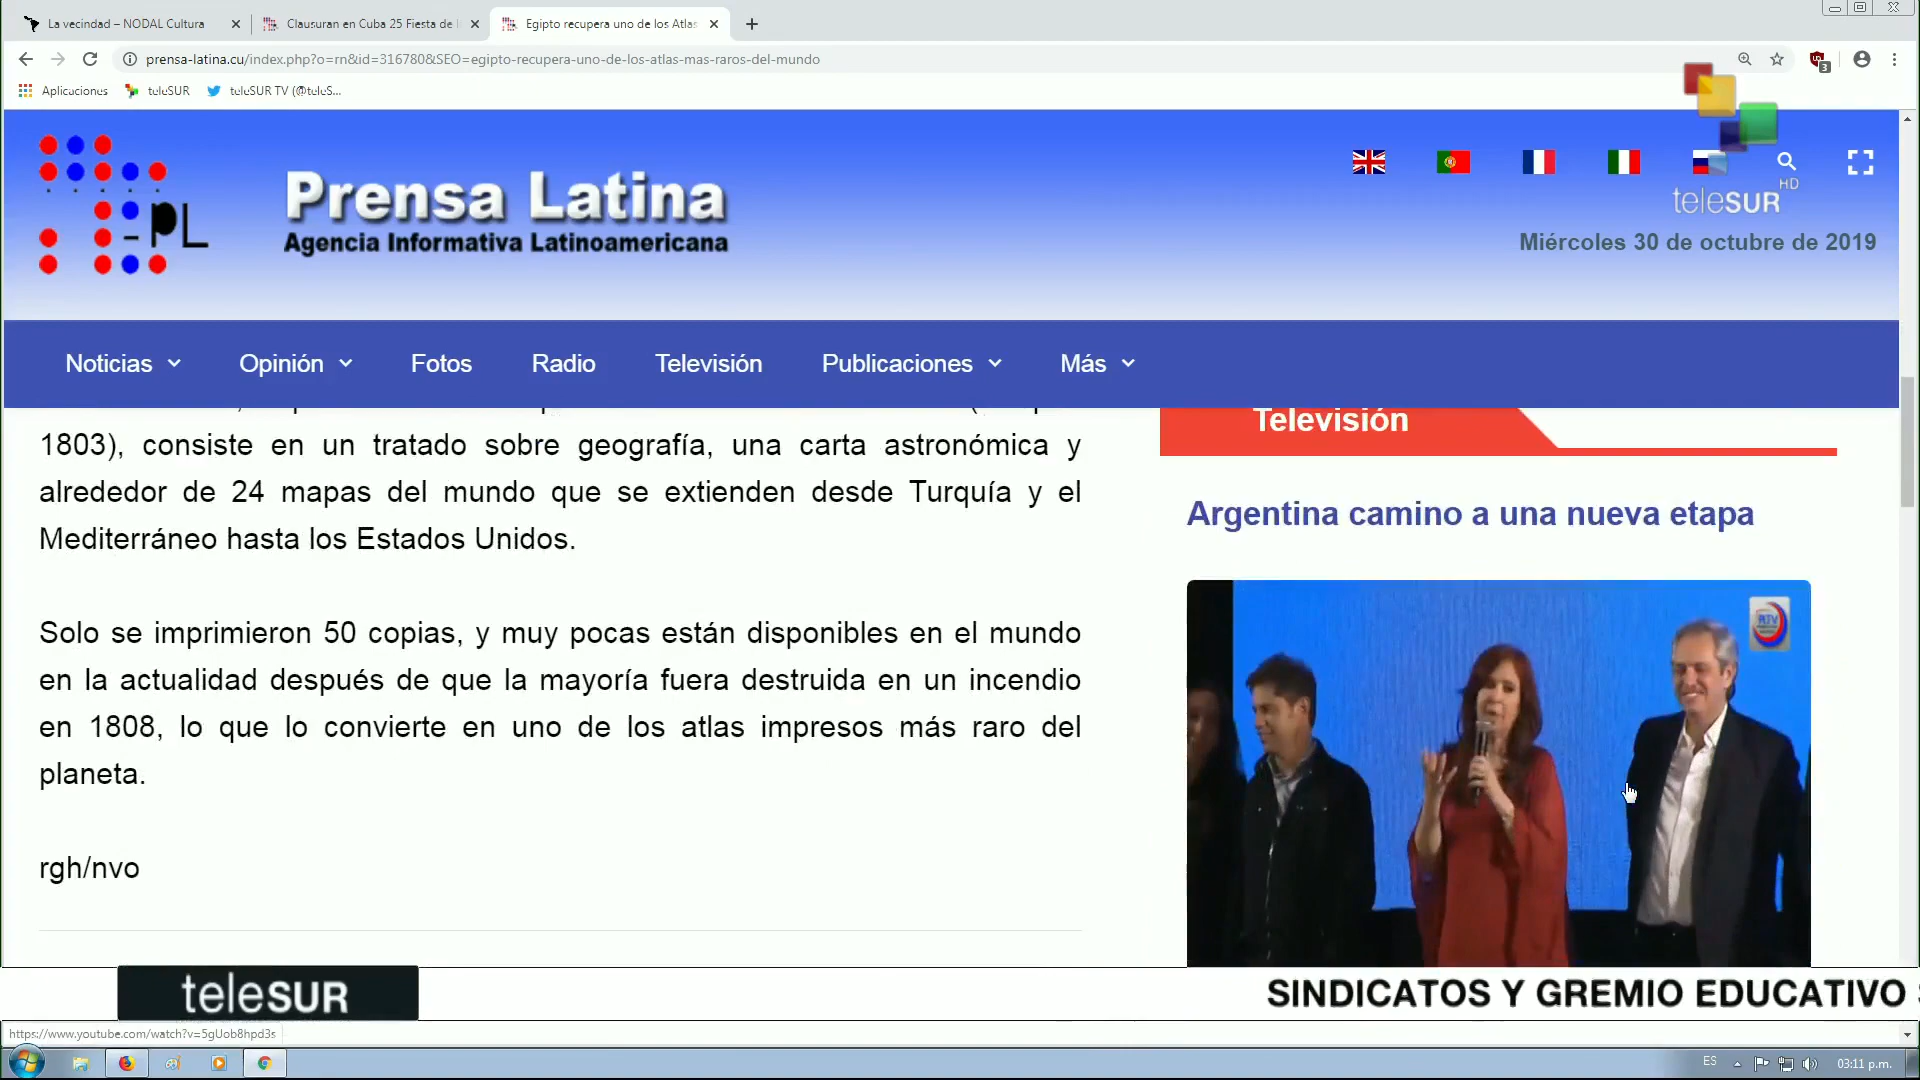 La vecindad – NODAL Cultura
Clausuran en Cuba 25 Fiesta de
Egipto recupera uno de los Atlas
prensa-latina.cu/index.php?o=rn&id=316780&SEO=egipto-recupera-uno-de-los-atlas-mas-raros-del-mundo
3
Aplicaciones
teleSUR
teleSUR TV (@teleS...
PL
Prensa Latina
Agencia Informativa Latinoamericana
teleSUR HD
Miércoles 30 de octubre de 2019
Noticias
Opinión
Fotos
Radio
Televisión
Publicaciones
Más
1803), consiste en un tratado sobre geografía, una carta astronómica y
alrededor de 24 mapas del mundo que se extienden desde Turquía y el
Mediterráneo hasta los Estados Unidos.
Solo se imprimieron 50 copias, y muy pocas están disponibles en el mundo
en la actualidad después de que la mayoría fuera destruida en un incendio
en 1808, lo que lo convierte en uno de los atlas impresos más raro del
planeta.
rgh/nvo
Televisión
Argentina camino a una nueva etapa
teleSUR
SINDICATOS Y GREMIO EDUCATIVO
https://www.youtube.com/watch?v=5gUob8hpd3s
ES
03:11 p.m.